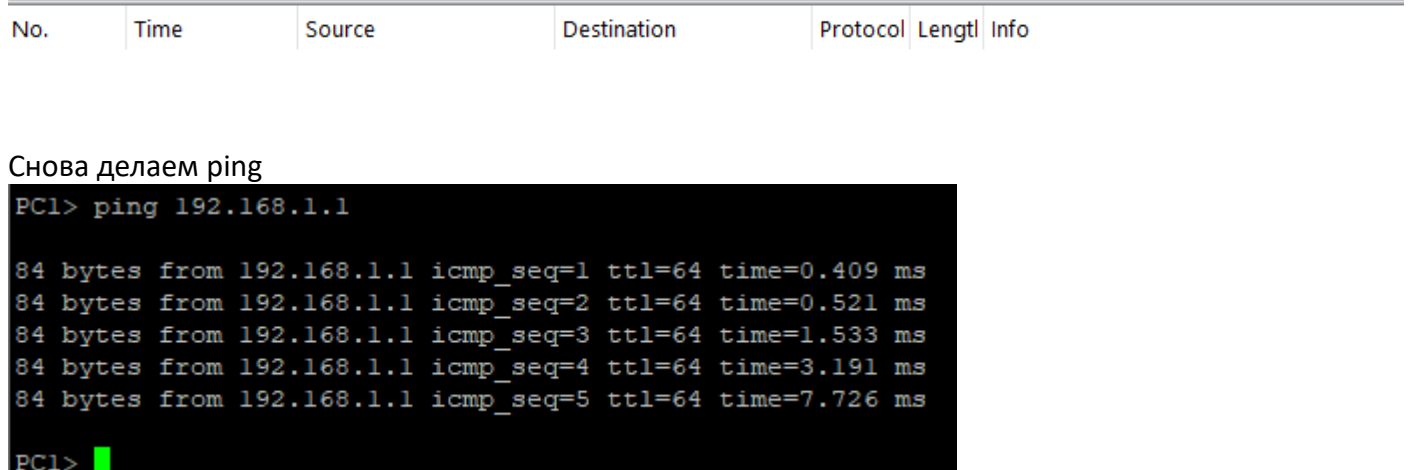 No. Time Source Destination Protocol Lengtl Info
Снова делаем ping
PC1> ping 192.168.1.1
84 bytes from 192.168.1.1 icmp_seq=1 ttl=64 time=0.409 ms
84 bytes from 192.168.1.1 icmp_seq=2 ttl=64 time=0.521 ms
84 bytes from 192.168.1.1 icmp_seq=3 ttl=64 time=1.533 ms
84 bytes from 192.168.1.1 icmp_seq=4 ttl=64 time=3.191 ms
84 bytes from 192.168.1.1 icmp_seq=5 ttl=64 time=7.726 ms
PC1>